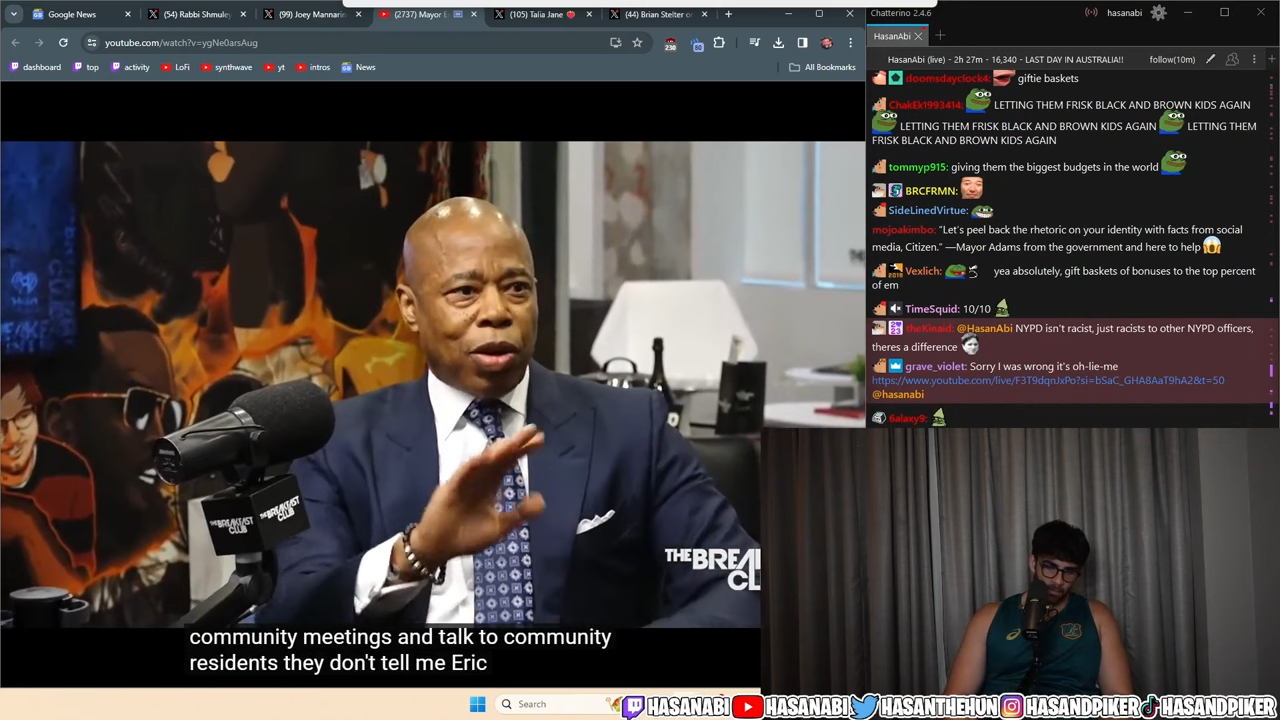 Google News
(54) Rabbi Shmule
(99) Joey Mannarin
(2737) Mayor E
(105) Talia Jane
(44) Brian Stelter o
youtube.com/watch?v=ygNe0arsAug
230
60
dashboard
top
activity
LoFi
synthwave
yt
intros
News
All Bookmarks
Chatterino 2.4.6
hasanabi
HasanAbi
HasanAbi (live) - 2h 27m - 16,340 - LAST DAY IN AUSTRALIA!!
follow(10m)
doomsdayclock4: giftie baskets
ChakEk1993414: LETTING THEM FRISK BLACK AND BROWN KIDS AGAIN
LETTING THEM FRISK BLACK AND BROWN KIDS AGAIN LETTING THEM
FRISK BLACK AND BROWN KIDS AGAIN
tommyp915: giving them the biggest budgets in the world
BRCFRMN:
SideLinedVirtue:
mojoakimbo: “Let’s peel back the rhetoric on your identity with facts from social
media, Citizen.” —Mayor Adams from the government and here to help
Vexlich: yea absolutely, gift baskets of bonuses to the top percent
of em
TimeSquid: 10/10
theKinaid: @HasanAbi NYPD isn't racist, just racists to other NYPD officers,
theres a difference
grave_violet: Sorry I was wrong it's oh-lie-me
https://www.youtube.com/live/F3T9dqnJxPo?si=bSaC_GHA8AaT9hA2&t=50
@hasanabi
6alaxy9:
THE BREAKFAST
CLUB
THE BREAKFAST
CLUB
THE BREA
CL
community meetings and talk to community
residents they don't tell me Eric
Search
HASANABI
HASANABI
HASANTHEHUN
HASANDPIKER
HASANDPIKER